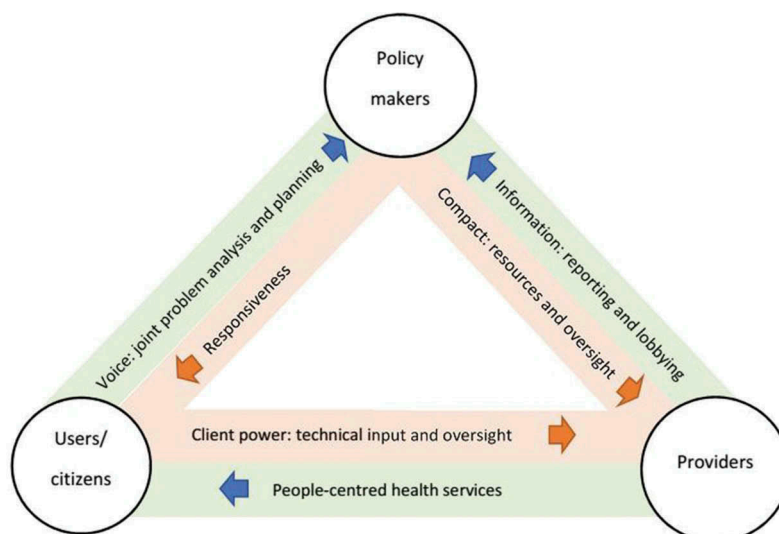 Policy
makers
Voice: joint problem analysis and planning
Responsiveness
Compact: resources and oversight
Information: reporting and lobbying
Users/
citizens
Client power: technical input and oversight
People-centred health services
Providers